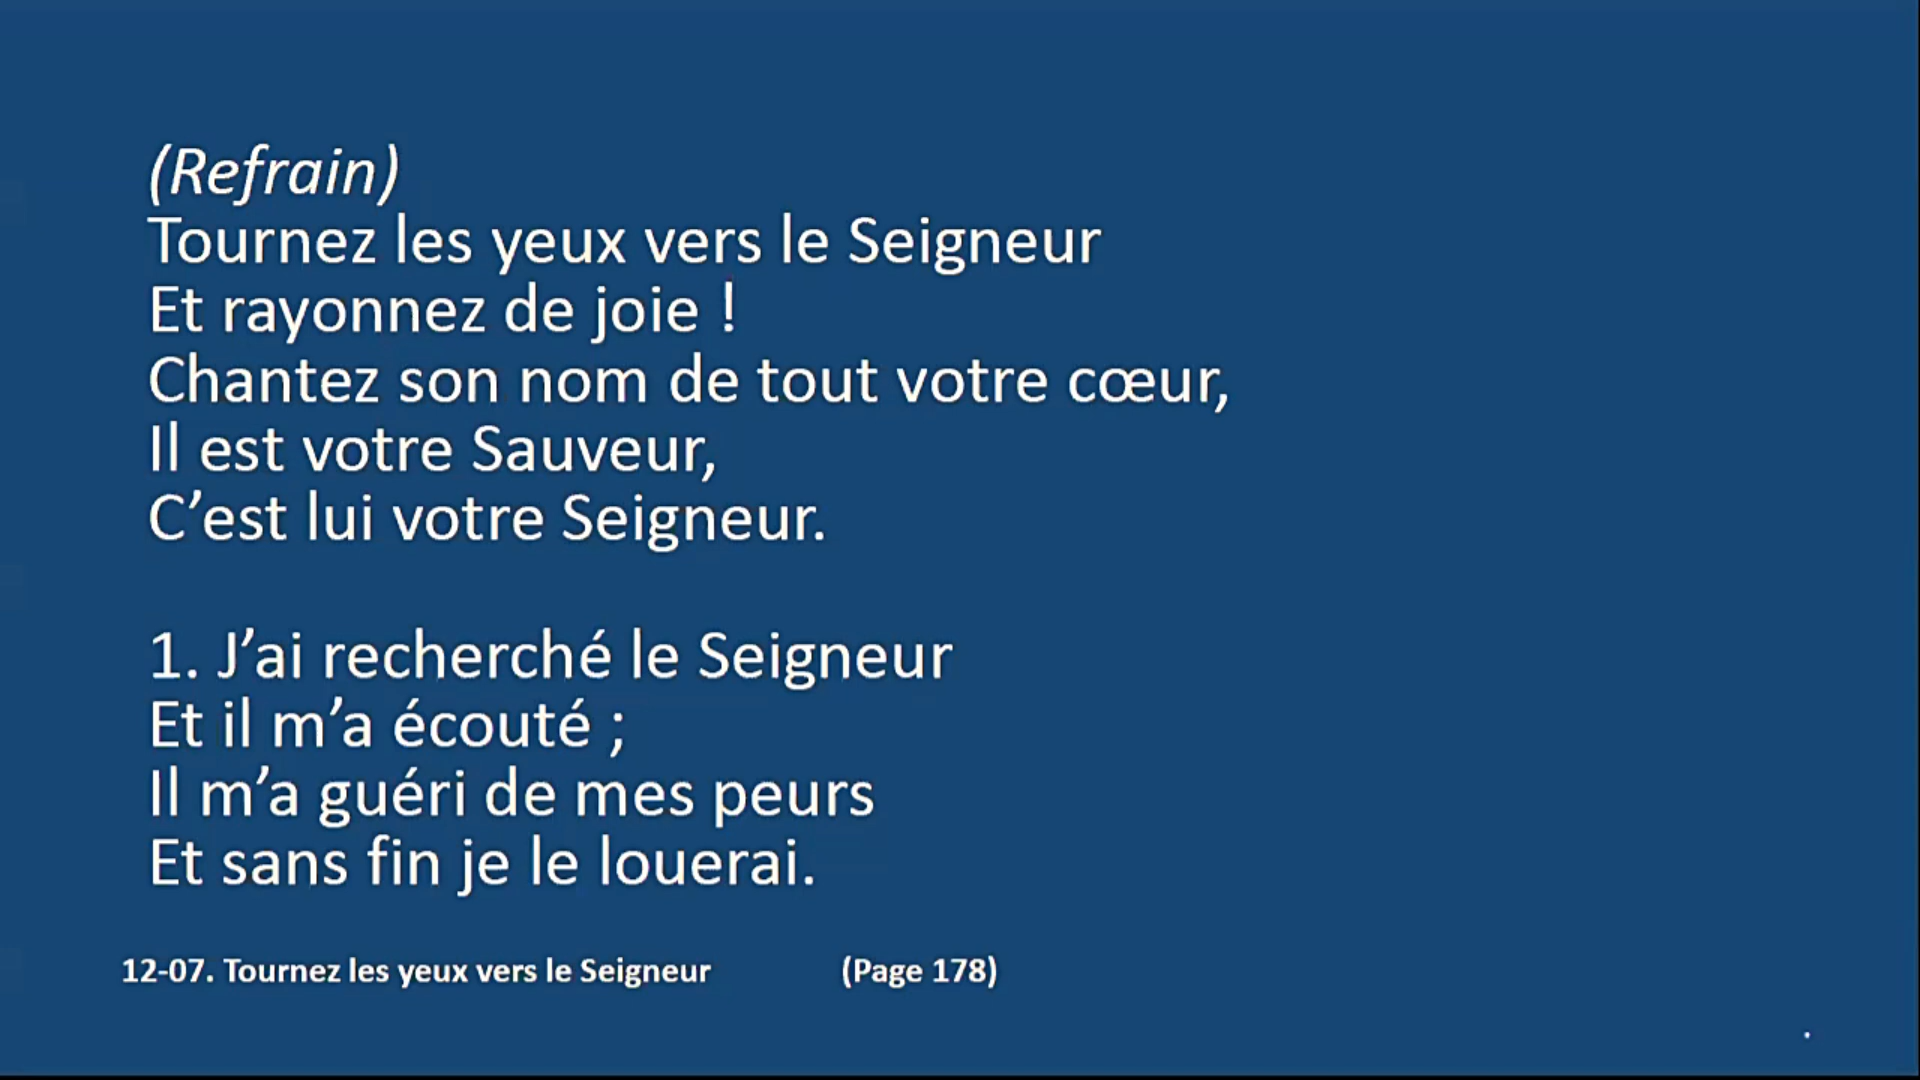 (Refrain)
Tournez les yeux vers le Seigneur
Et rayonnez de joie !
Chantez son nom de tout votre cœur,
Il est votre Sauveur,
C’est lui votre Seigneur.
1. J’ai recherché le Seigneur
Et il m’a écouté ;
Il m’a guéri de mes peurs
Et sans fin je le louerai.
12-07. Tournez les yeux vers le Seigneur (Page 178)
.